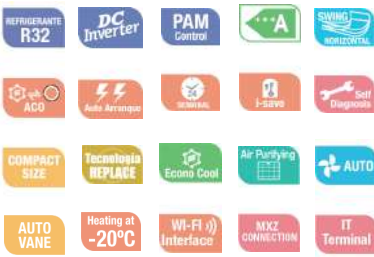 REFRIGERANTE
R32
DC
Inverter
PAM
Control
A
SWING
HORIZONTAL
ACO
Auto Arranque
24
SEMANAL
i-save
Self
Diagnosis
COMPACT
SIZE
Tecnología
REPLACE
Econo Cool
Air Purifying
AUTO
AUTO
VANE
Heating at
-20ºC
WI-FI
Interface
MXZ
CONNECTION
IT
Terminal